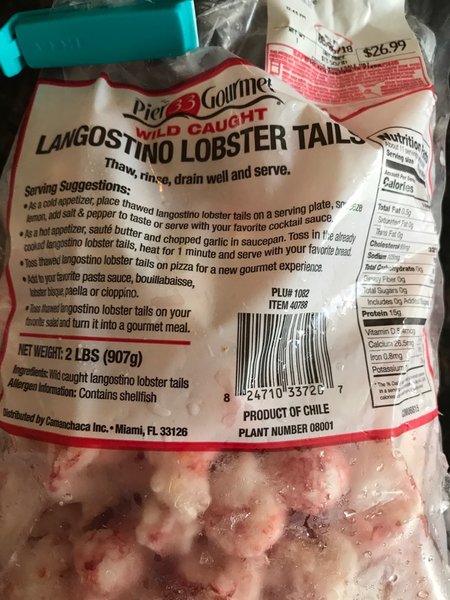 $26.99
Pier 33 Gourmet
WILD CAUGHT
LANGOSTINO LOBSTER TAILS
Thaw, rinse, drain well and serve.
Serving Suggestions:
• As a cold appetizer, place thawed langostino lobster tails on a serving plate, squeeze
lemon, add salt & pepper to taste or serve with your favorite cocktail sauce.
• As a hot appetizer, sauté butter and chopped garlic in saucepan. Toss in the already
cooked langostino lobster tails, heat for 1 minute and serve with your favorite bread.
• Toss thawed langostino lobster tails on pizza for a new gourmet experience.
• Add to your favorite pasta sauce, bouillabaisse,
lobster bisque, paella or cioppino.
• Toss thawed langostino lobster tails on your
favorite salad and turn it into a gourmet meal.
NET WEIGHT: 2 LBS (907g)
Ingredients: Wild caught langostino lobster tails
Allergen Information: Contains shellfish
Distributed by Camanchaca Inc. • Miami, FL 33126
PLU# 1082
ITEM 40788
8 24710 33720 7
PRODUCT OF CHILE
PLANT NUMBER 08001
Nutrition
Serving size
Calories
Total Fat 0.5g
Saturated Fat 0g
Trans Fat 0g
Cholesterol
Sodium
Total Carbohydrate 0g
Dietary Fiber 0g
Total Sugars 0g
Includes 0g Added
Protein 15g
Vitamin D
Calcium 26.5mg
Iron 0.8mg
Potassium